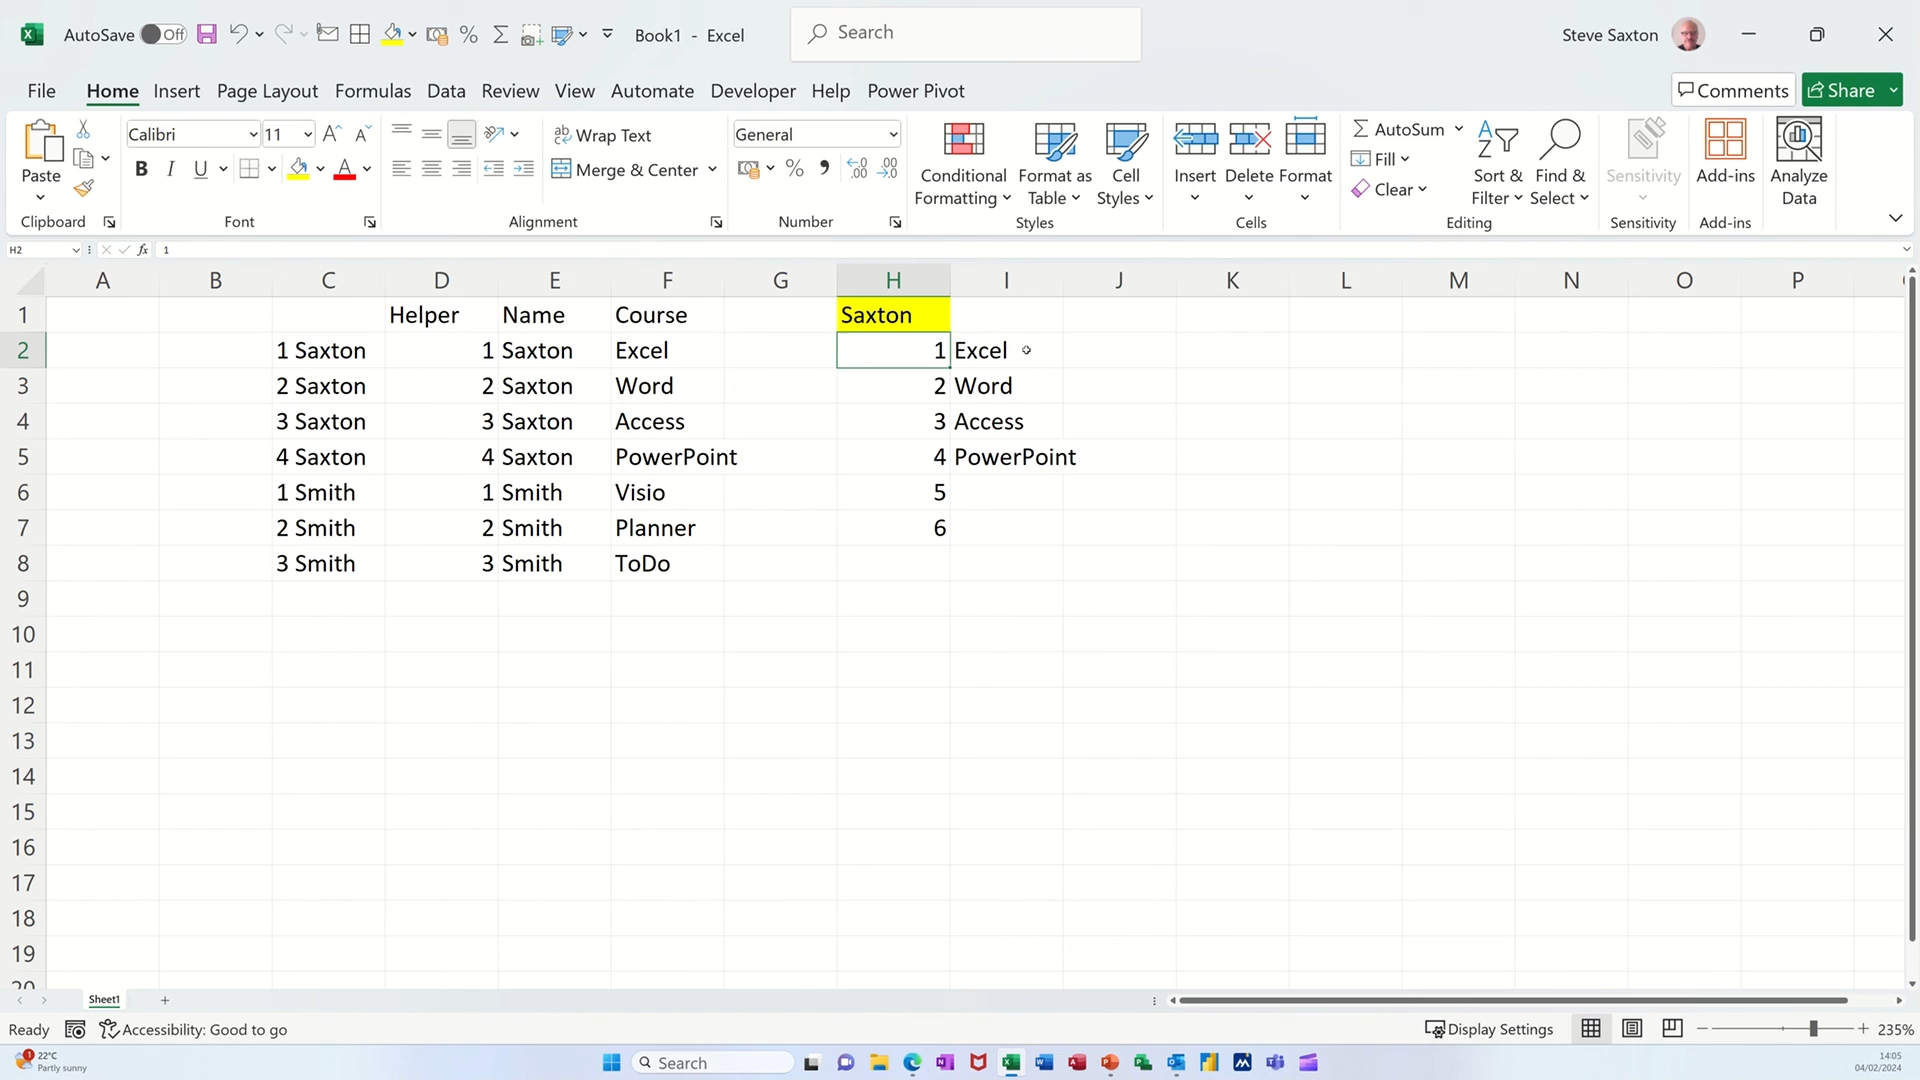 AutoSave Off Book1 - Excel Search Steve Saxton
File Home Insert Page Layout Formulas Data Review View Automate Developer Help Power Pivot Comments Share
Paste
Clipboard
Calibri 11
B I U
Font
Wrap Text
Merge & Center
Alignment
General
Number
Conditional Formatting
Format as Table
Cell Styles
Styles
Insert Delete Format
Cells
AutoSum
Fill
Clear
Sort & Filter
Find & Select
Editing
Sensitivity
Sensitivity
Add-ins
Add-ins
Analyze Data
H2 fx 1
A B C D E F G H I J K L M N O P
1 Helper Name Course Saxton
2 1 Saxton 1 Saxton Excel 1 Excel
3 2 Saxton 2 Saxton Word 2 Word
4 3 Saxton 3 Saxton Access 3 Access
5 4 Saxton 4 Saxton PowerPoint 4 PowerPoint
6 1 Smith 1 Smith Visio 5
7 2 Smith 2 Smith Planner 6
8 3 Smith 3 Smith ToDo
9
10
11
12
13
14
15
16
17
18
19
20
Sheet1
Ready Accessibility: Good to go Display Settings 235%
22°C
Partly sunny
Search
14:05
04/02/2024